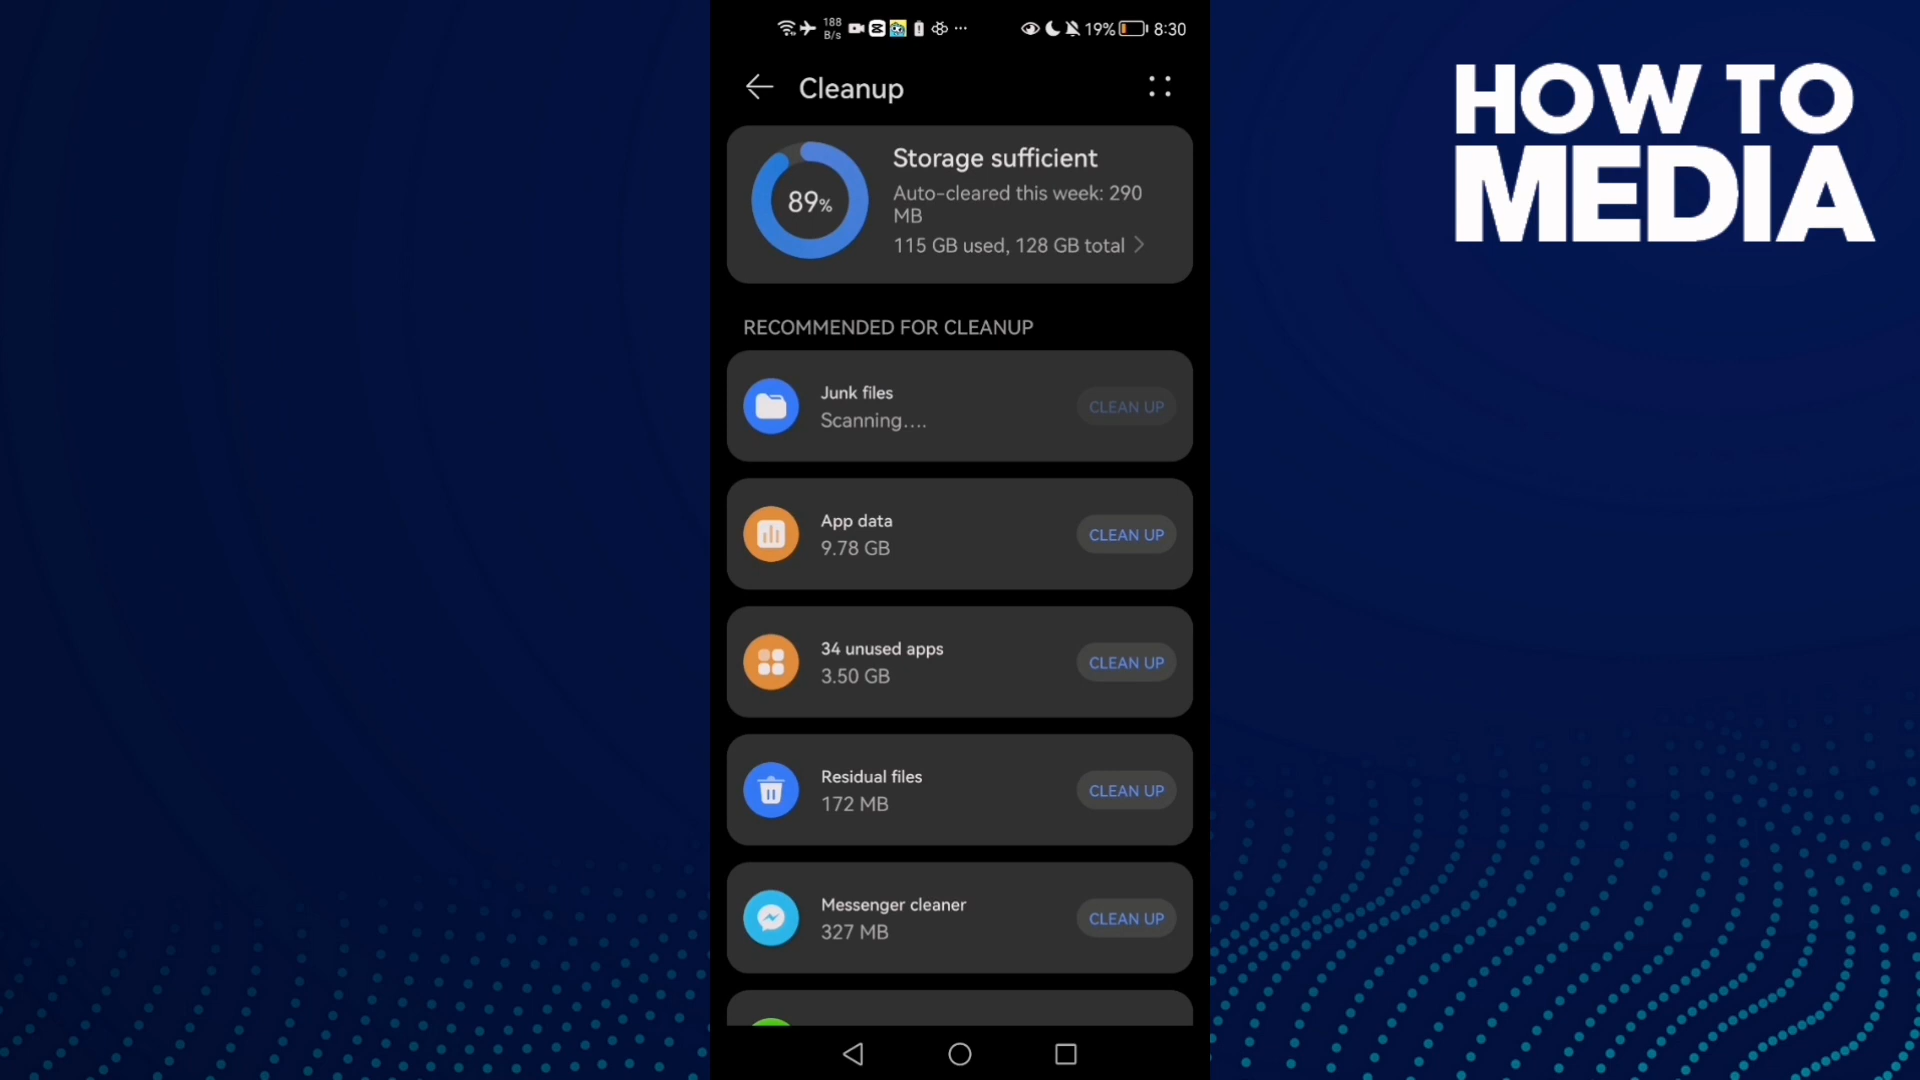 188
B/s
19%
8:30
Cleanup
HOW TO
MEDIA
89%
Storage sufficient
Auto-cleared this week: 290
MB
115 GB used, 128 GB total
RECOMMENDED FOR CLEANUP
Junk files
Scanning....
CLEAN UP
App data
9.78 GB
CLEAN UP
34 unused apps
3.50 GB
CLEAN UP
Residual files
172 MB
CLEAN UP
Messenger cleaner
327 MB
CLEAN UP